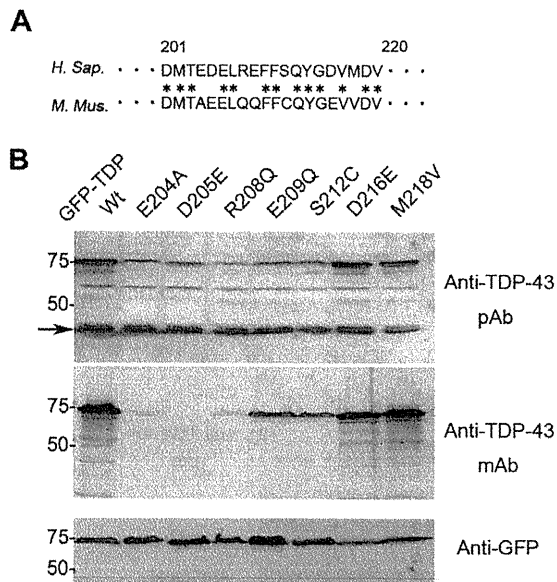 A
201 220
H. Sap. · · · DMTEDELREFFSQYGDVMDV · · ·
*** ** ** *** * **
M. Mus. · · · DMTAEELQQFFCQYGEVVDV · · ·
B
GFP-TDP Wt E204A D205E R208Q E209Q S212C D216E M218V
75
50
Anti-TDP-43
pAb
75
50
Anti-TDP-43
mAb
75
50
Anti-GFP